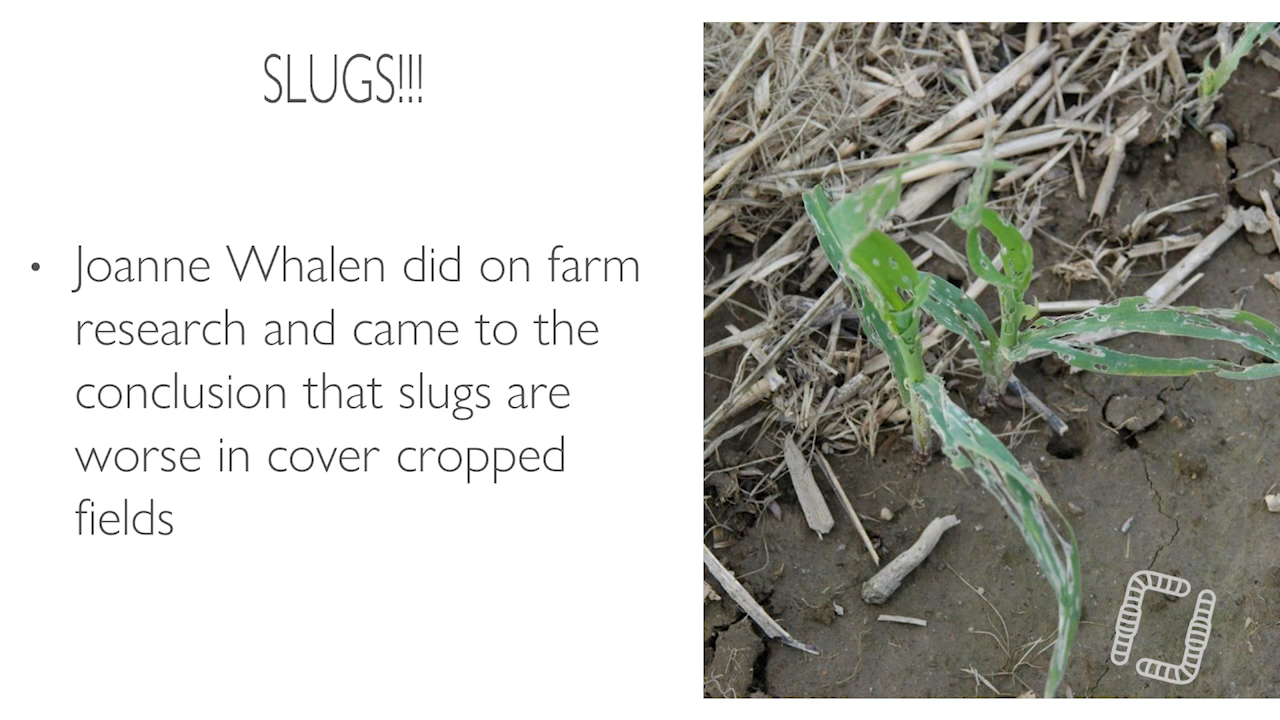 SLUGS!!!
• Joanne Whalen did on farm
research and came to the
conclusion that slugs are
worse in cover cropped
fields